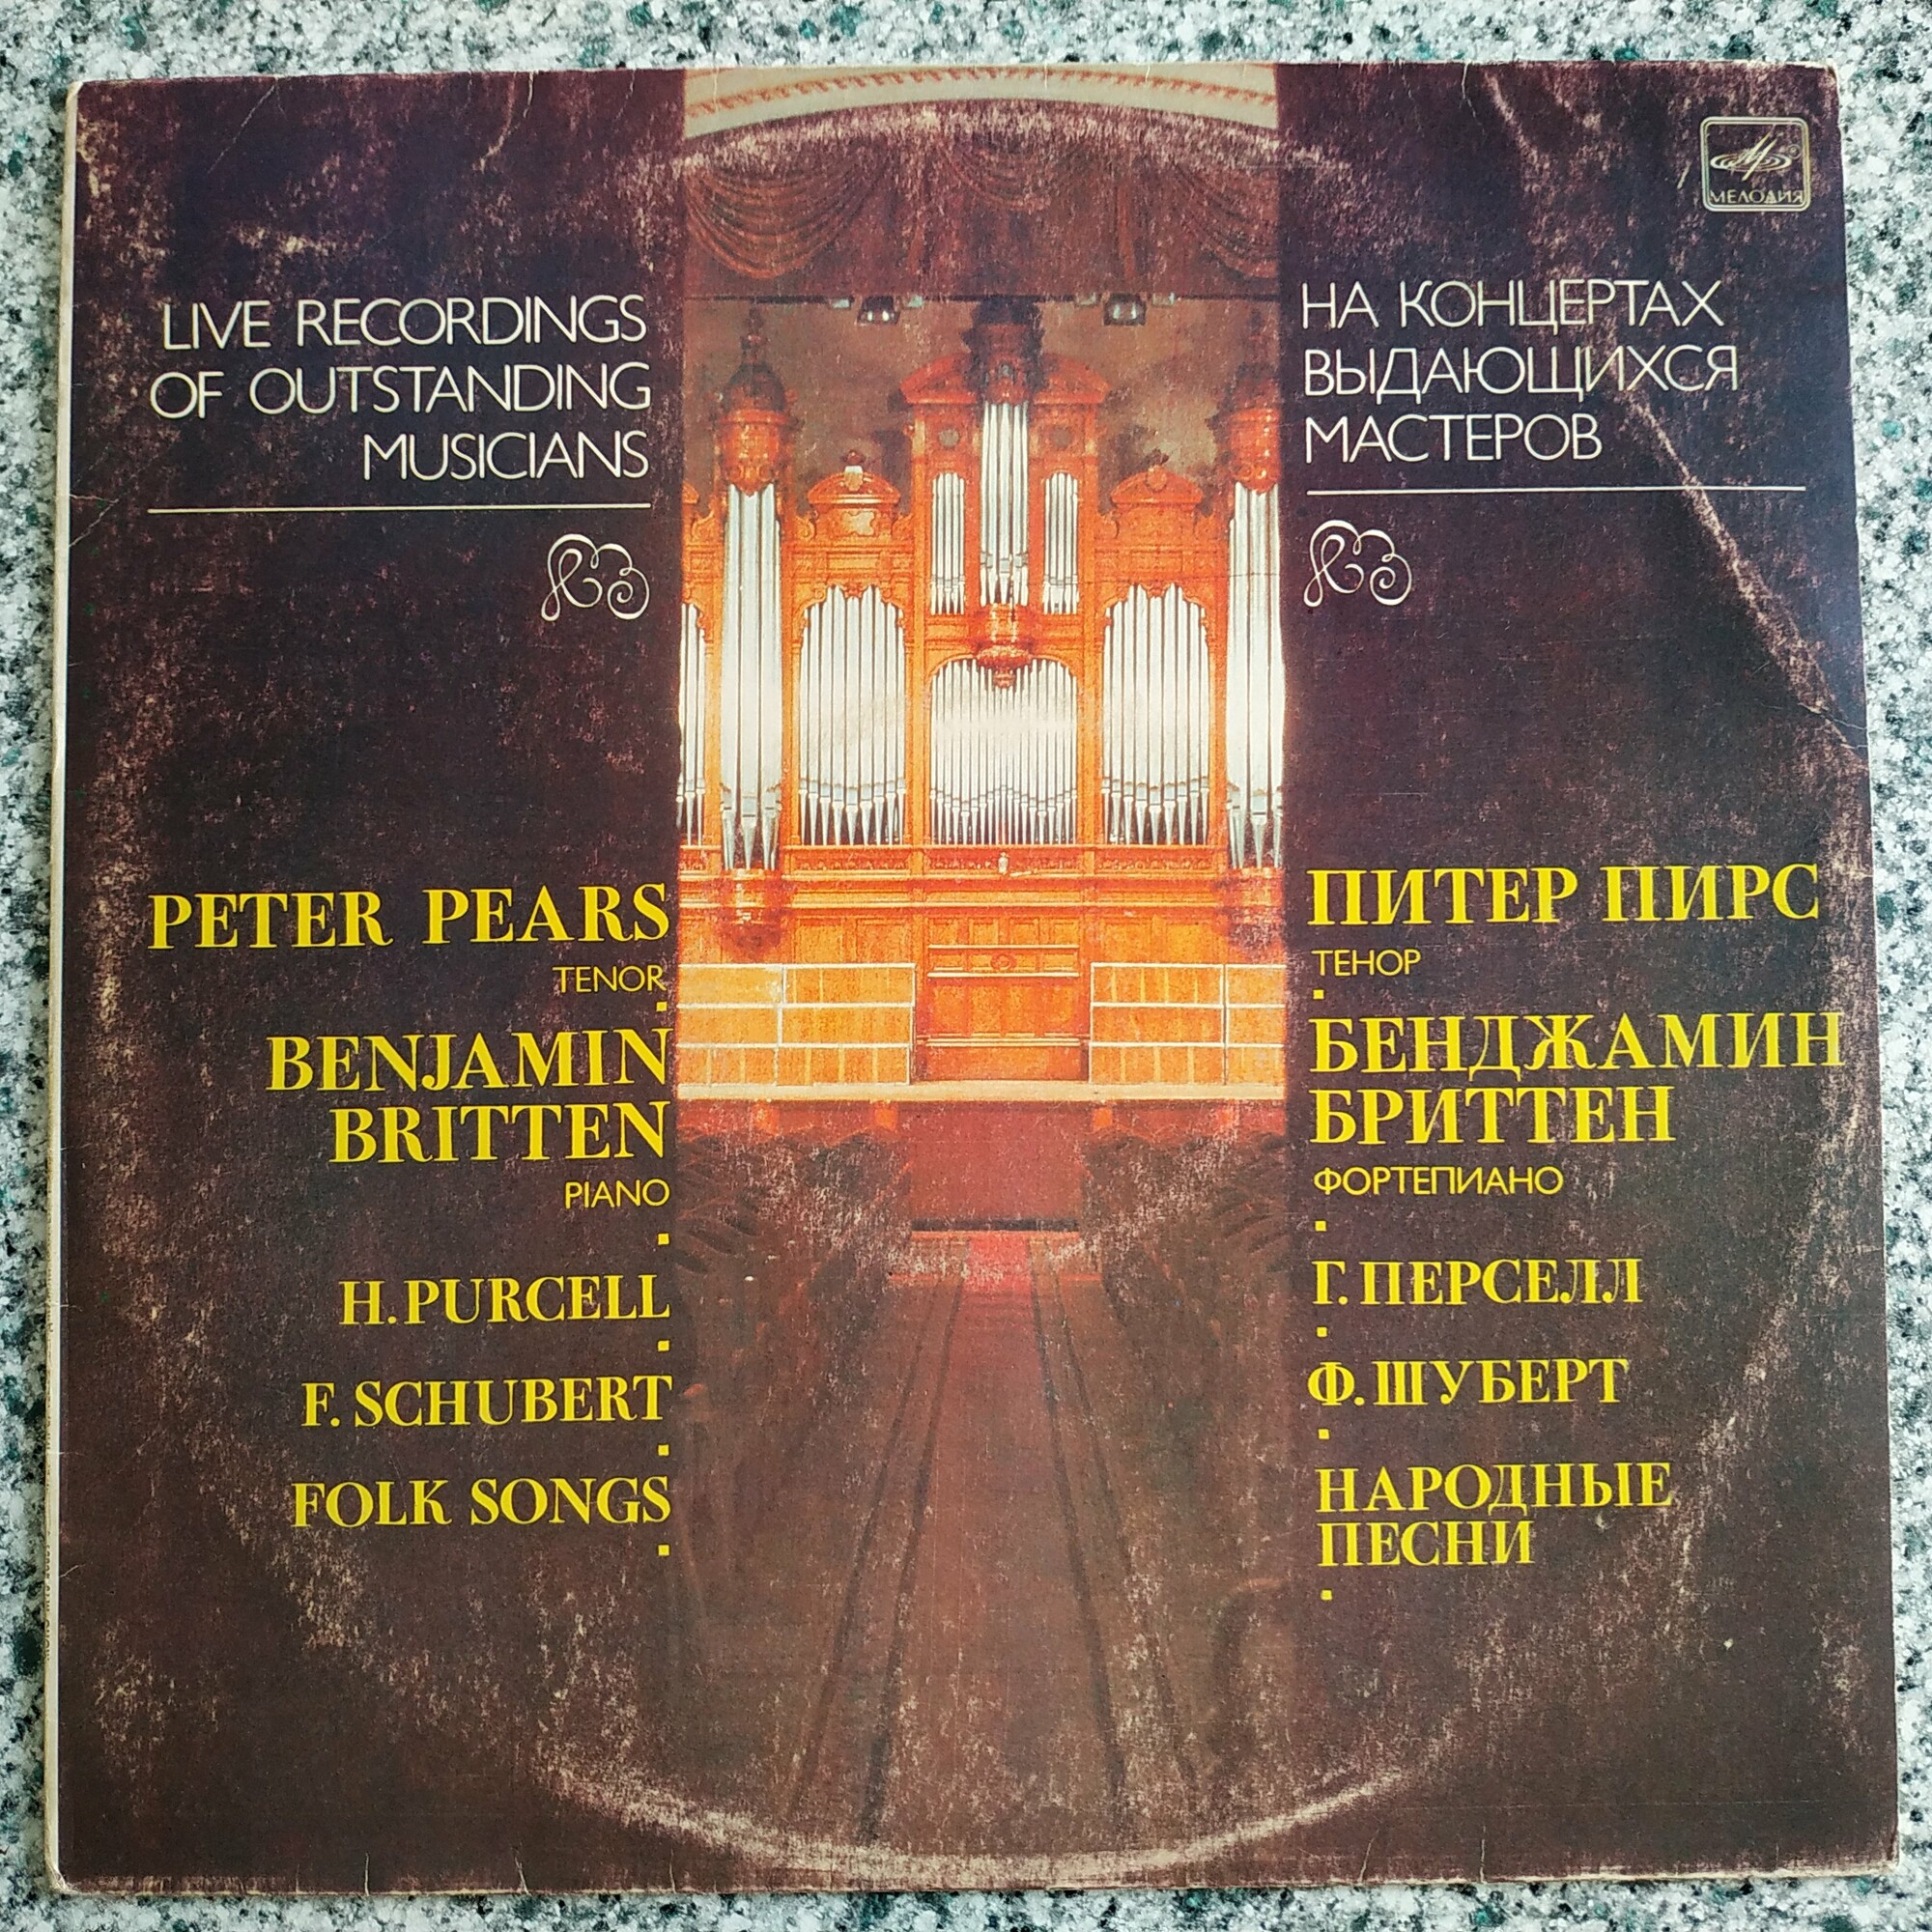 МЕЛОДИЯ
LIVE RECORDINGS
OF OUTSTANDING
MUSICIANS
PETER PEARS
TENOR
BENJAMIN
BRITTEN
PIANO
H. PURCELL
F. SCHUBERT
FOLK SONGS
НА КОНЦЕРТАХ
ВЫДАЮЩИХСЯ
МАСТЕРОВ
ПИТЕР ПИРС
ТЕНОР
БЕНДЖАМИН
БРИТТЕН
ФОРТЕПИАНО
Г. ПЕРСЕЛЛ
Ф. ШУБЕРТ
НАРОДНЫЕ
ПЕСНИ